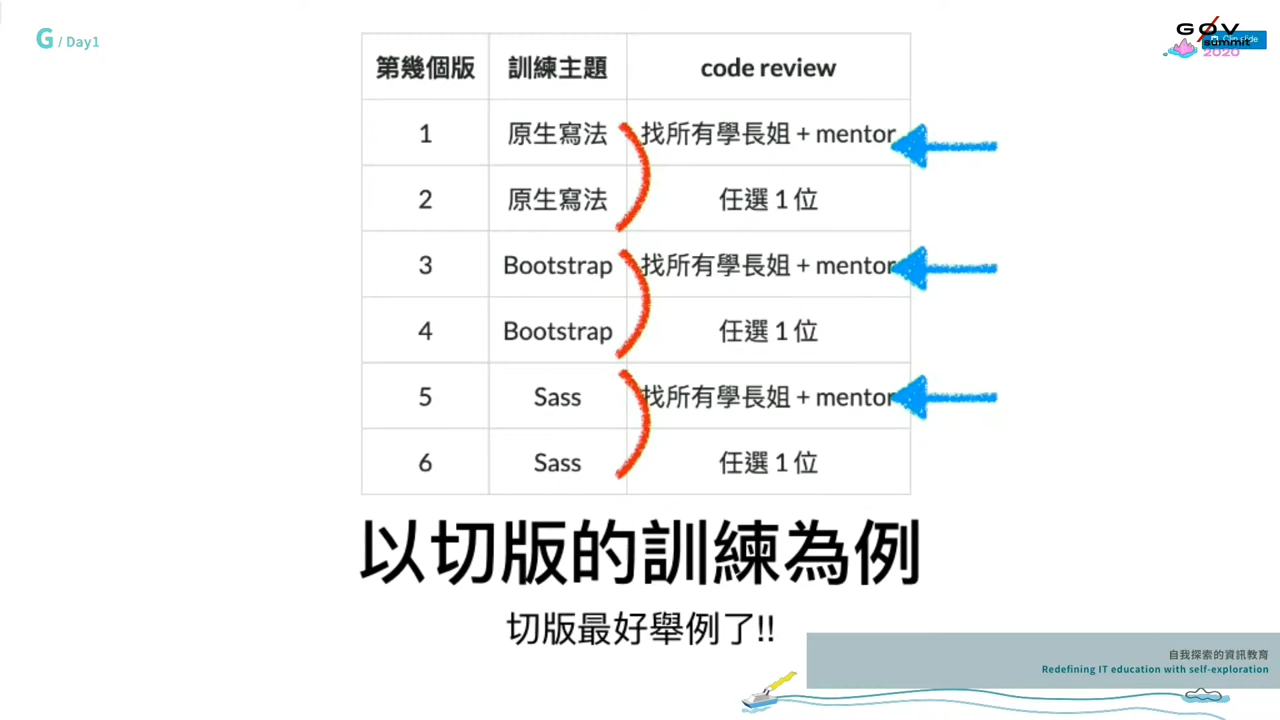 G / Day1
GØV
summit
2020
第幾個版 訓練主題 code review
1 原生寫法 找所有學長姐 + mentor
2 原生寫法 任選 1 位
3 Bootstrap 找所有學長姐 + mentor
4 Bootstrap 任選 1 位
5 Sass 找所有學長姐 + mentor
6 Sass 任選 1 位
以切版的訓練為例
切版最好舉例了!!
自我探索的資訊教育
Redefining IT education with self-exploration